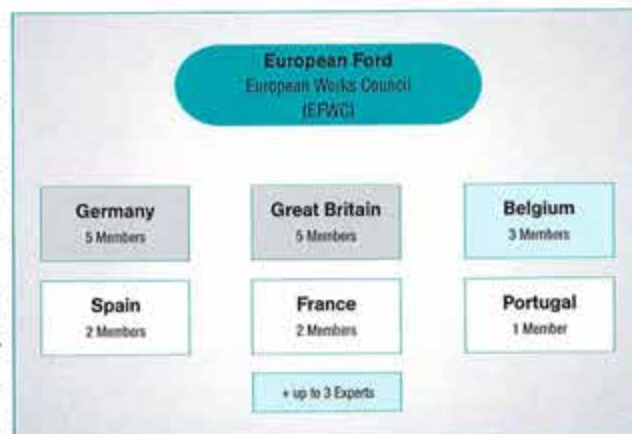 European Ford
European Works Council
(EFWC)
Germany
5 Members
Great Britain
5 Members
Belgium
3 Members
Spain
2 Members
France
2 Members
Portugal
1 Member
+ up to 3 Experts